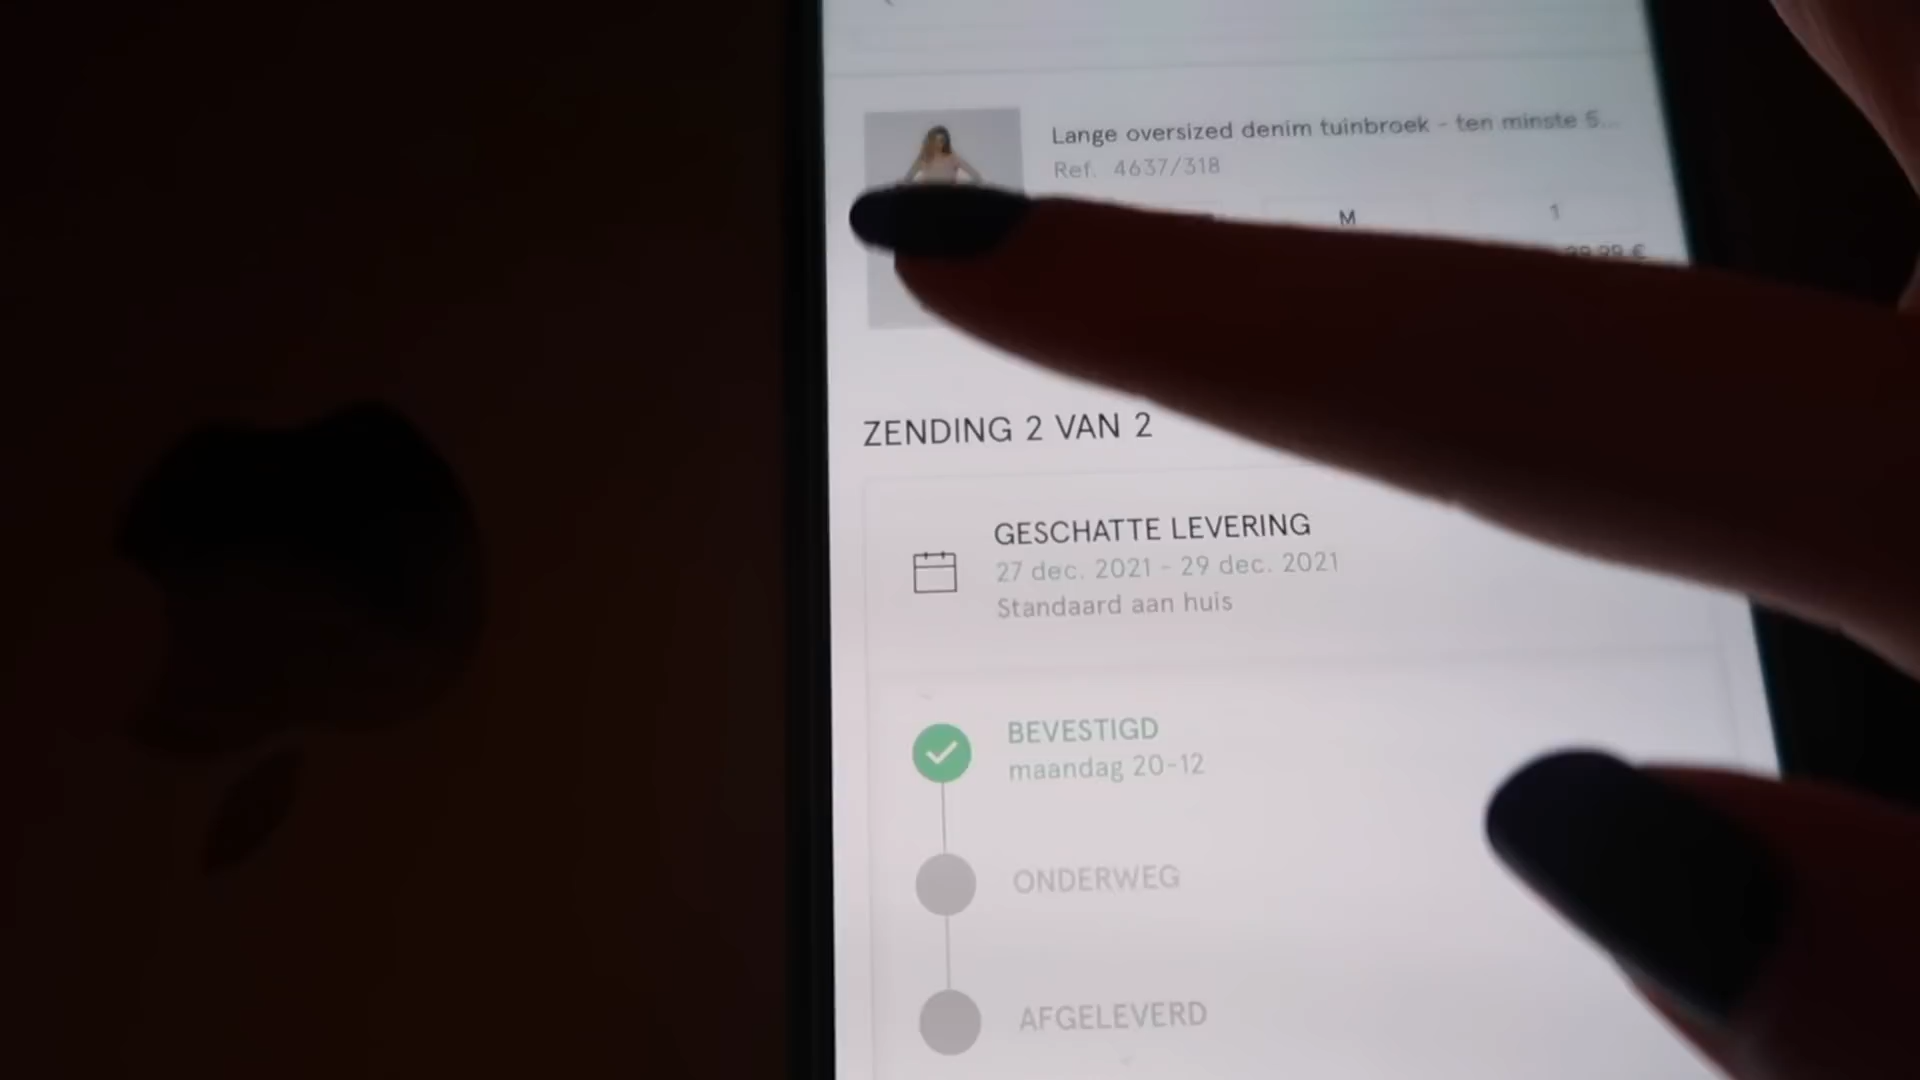 Lange oversized denim tuinbroek - ten minste 5...
Ref. 4637/318
M 1
ZENDING 2 VAN 2
GESCHATTE LEVERING
27 dec. 2021 - 29 dec. 2021
Standaard aan huis
BEVESTIGD
maandag 20-12
ONDERWEG
AFGELEVERD